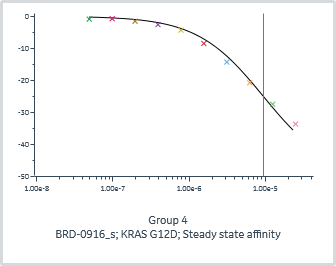 0
-10
-20
-30
-40
-50
1.00e-8
1.00e-7
1.00e-6
1.00e-5
Group 4
BRD-0916_s; KRAS G12D; Steady state affinity